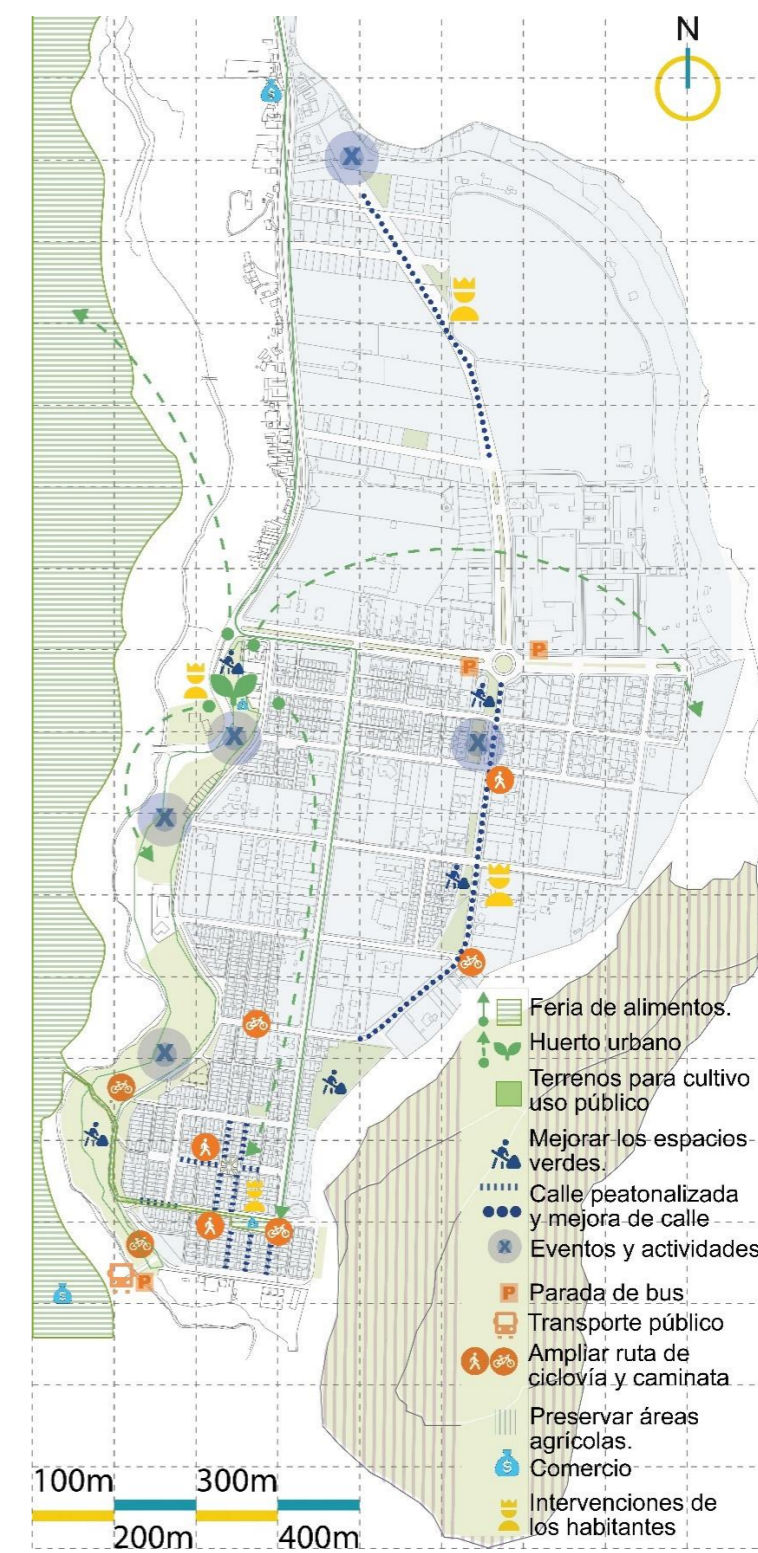 N
X
$
P
P
X
X
X
X
P
$
Feria de alimentos.
Huerto urbano
Terrenos para cultivo
uso público
Mejorar los espacios
verdes.
Calle peatonalizada
y mejora de calle
X Eventos y actividades
P Parada de bus
Transporte público
Ampliar ruta de
ciclovía y caminata
Preservar áreas
agrícolas.
$ Comercio
Intervenciones de
los habitantes
100m 300m
200m 400m